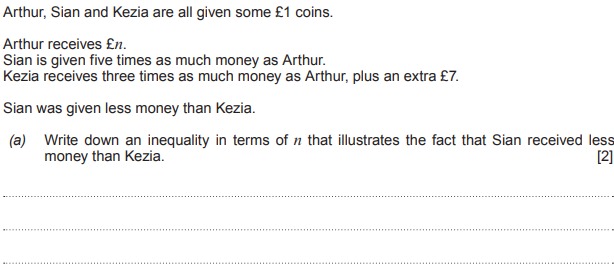 Arthur, Sian and Kezia are all given some £1 coins.
Arthur receives £n.
Sian is given five times as much money as Arthur.
Kezia receives three times as much money as Arthur, plus an extra £7.
Sian was given less money than Kezia.
(a) Write down an inequality in terms of n that illustrates the fact that Sian received less
money than Kezia. [2]